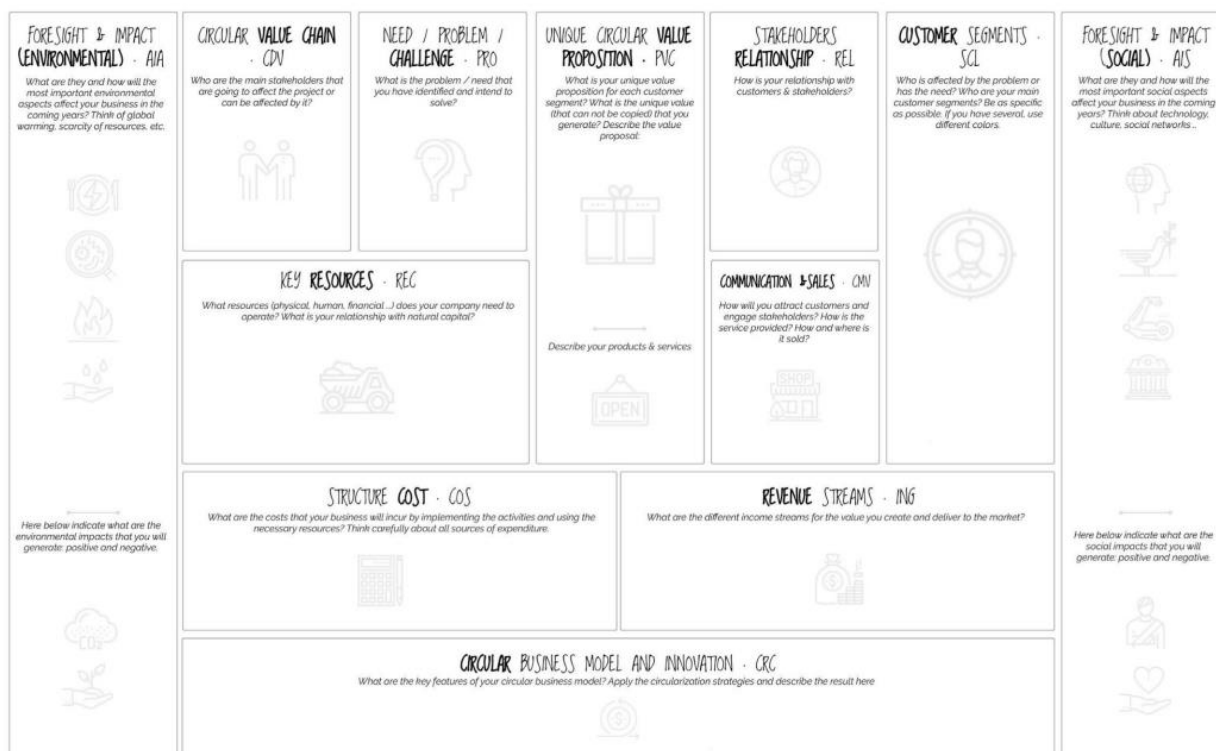 FORESIGHT & IMPACT
(ENVIRONMENTAL) · AIA
What are they and how will the
most important environmental
aspects affect your business in the
coming years? Think of global
warming, scarcity of resources, etc.
Here below indicate what are the
environmental impacts that you will
generate: positive and negative.
CO₂
CIRCULAR VALUE CHAIN
· CDV
Who are the main stakeholders that
are going to affect the project or
can be affected by it?
NEED / PROBLEM /
CHALLENGE · PRO
What is the problem / need that
you have identified and intend to
solve?
UNIQUE CIRCULAR VALUE
PROPOSITION · PVC
What is your unique value
proposition for each customer
segment? What is the unique value
(that can not be copied) that you
generate? Describe the value
proposal:
Describe your products & services
OPEN
STAKEHOLDERS
RELATIONSHIP · REL
How is your relationship with
customers & stakeholders?
CUSTOMER SEGMENTS ·
SCL
Who is affected by the problem or
has the need? Who are your main
customer segments? Be as specific
as possible. If you have several, use
different colors.
FORESIGHT & IMPACT
(SOCIAL) · AIS
What are they and how will the
most important social aspects
affect your business in the coming
years? Think about technology,
culture, social networks ...
Here below indicate what are the
social impacts that you will
generate: positive and negative.
KEY RESOURCES · REC
What resources (physical, human, financial ...) does your company need to
operate? What is your relationship with natural capital?
COMMUNICATION & SALES · CMV
How will you attract customers and
engage stakeholders? How is the
service provided? How and where is
it sold?
SHOP
STRUCTURE COST · COS
What are the costs that your business will incur by implementing the activities and using the
necessary resources? Think carefully about all sources of expenditure.
REVENUE STREAMS · ING
What are the different income streams for the value you create and deliver to the market?
CIRCULAR BUSINESS MODEL AND INNOVATION · CRC
What are the key features of your circular business model? Apply the circularization strategies and describe the result here